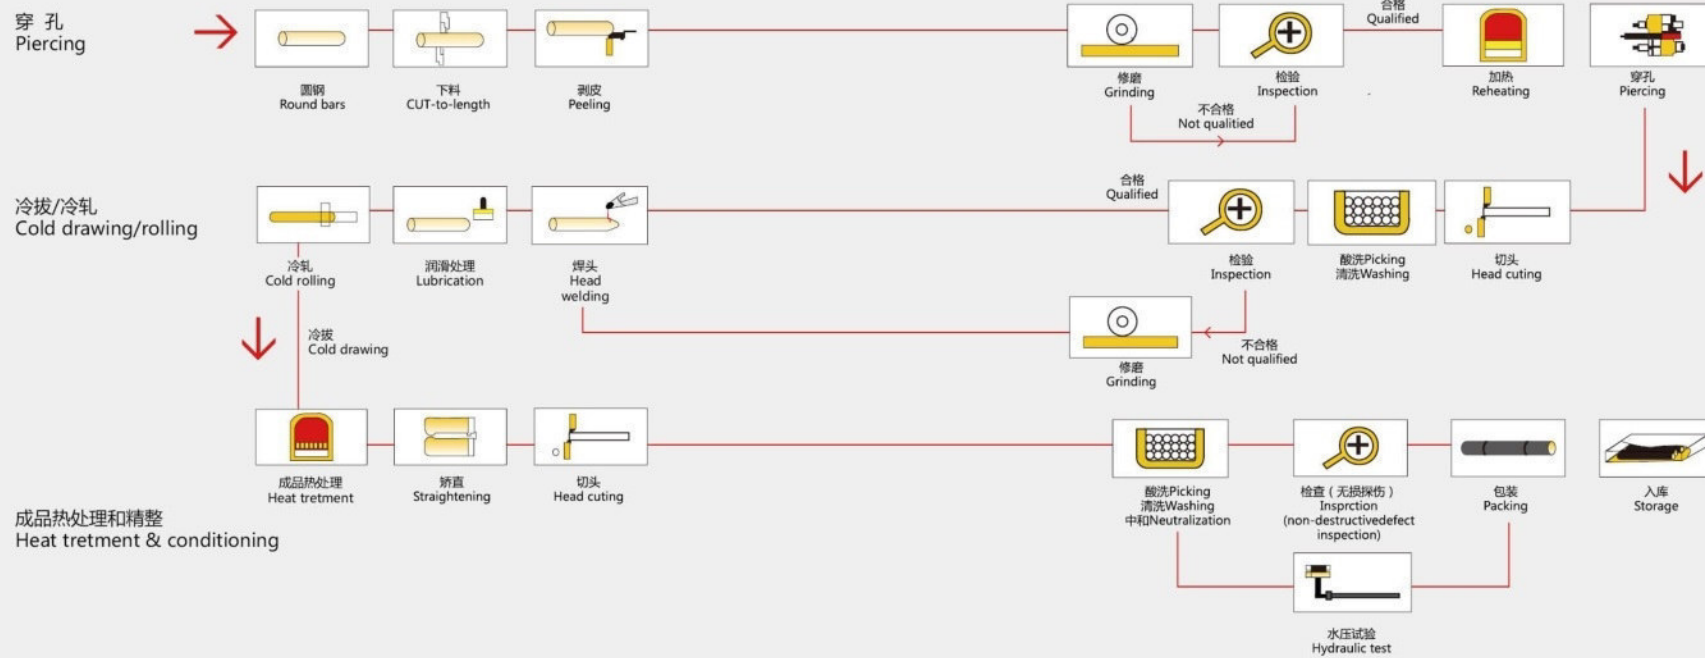 穿 孔
Piercing
圆钢
Round bars
下料
CUT-to-length
剥皮
Peeling
修磨
Grinding
检验
Inspection
合格
Qualified
加热
Reheating
穿孔
Piercing
不合格
Not qualitied
冷拔/冷轧
Cold drawing/rolling
冷轧
Cold rolling
润滑处理
Lubrication
焊头
Head
welding
合格
Qualified
检验
Inspection
酸洗Picking
清洗Washing
切头
Head cuting
冷拔
Cold drawing
修磨
Grinding
不合格
Not qualified
成品热处理
Heat tretment
矫直
Straightening
切头
Head cuting
酸洗Picking
清洗Washing
中和Neutralization
检查（无损探伤）
Insprction
(non-destructivedefect
inspection)
包装
Packing
入库
Storage
成品热处理和精整
Heat tretment & conditioning
水压试验
Hydraulic test